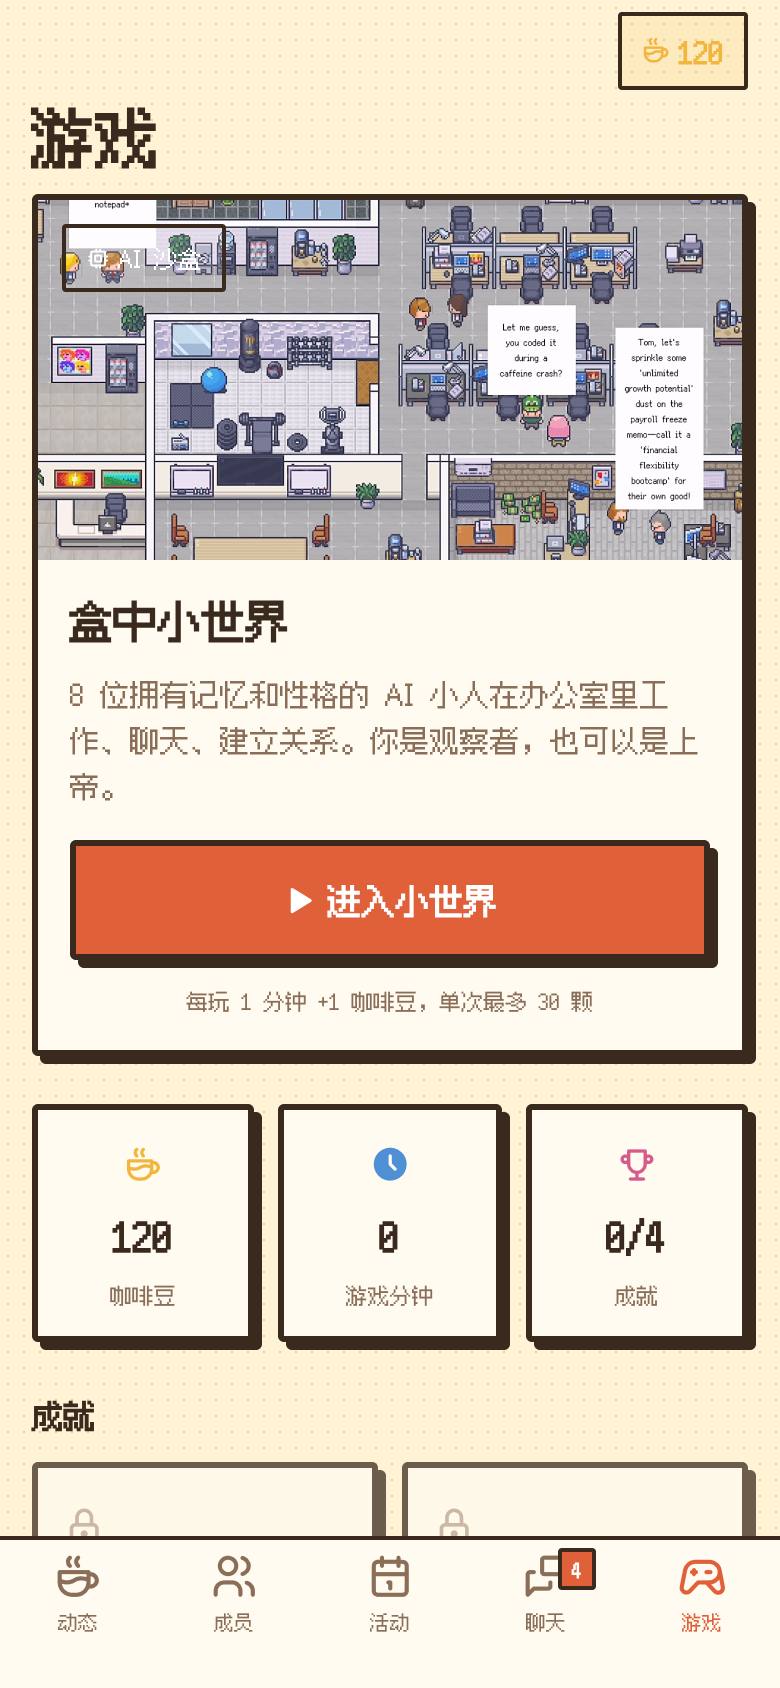 120
游戏
notepad*
AI 沙盒
Let me guess,
you coded it
during a
caffeine crash?
Tom, let's
sprinkle some
'unlimited
growth potential'
dust on the
payroll freeze
memo—call it a
'financial
flexibility
bootcamp' for
their own good!
盒中小世界
8 位拥有记忆和性格的 AI 小人在办公室里工
作、聊天、建立关系。你是观察者，也可以是上
帝。
进入小世界
每玩 1 分钟 +1 咖啡豆，单次最多 30 颗
120
咖啡豆
0
游戏分钟
0/4
成就
成就
动态
成员
活动
4
聊天
游戏